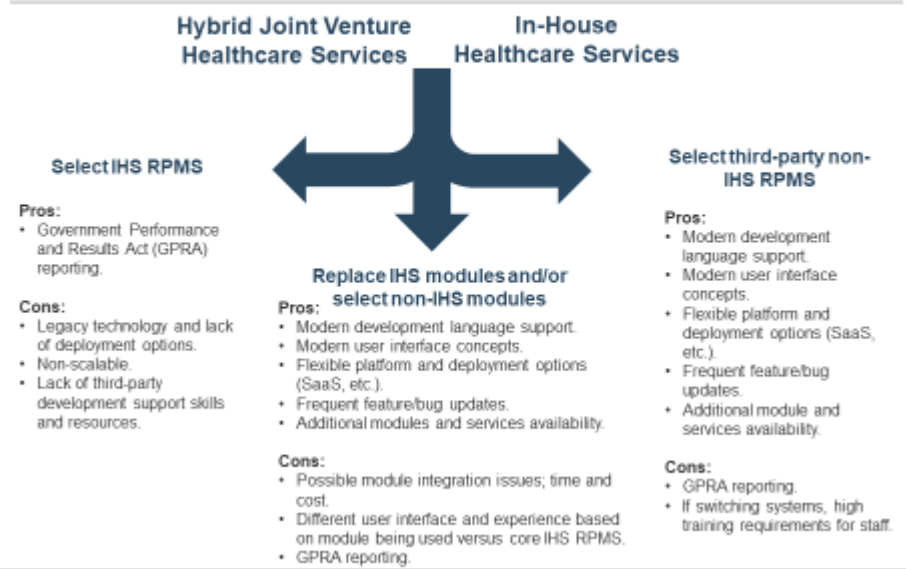 Hybrid Joint Venture
Healthcare Services
In-House
Healthcare Services
Select IHS RPMS
Pros:
• Government Performance
and Results Act (GPRA)
reporting.
Cons:
• Legacy technology and lack
of deployment options.
• Non-scalable.
• Lack of third-party
development support skills
and resources.
Replace IHS modules and/or
select non-IHS modules
Pros:
• Modern development language support.
• Modern user interface concepts.
• Flexible platform and deployment options
(SaaS, etc.).
• Frequent feature/bug updates.
• Additional modules and services availability.
Cons:
• Possible module integration issues; time and
cost.
• Different user interface and experience based
on module being used versus core IHS RPMS.
• GPRA reporting.
Select third-party non-
IHS RPMS
Pros:
• Modern development
language support.
• Modern user interface
concepts.
• Flexible platform and
deployment options (SaaS,
etc.).
• Frequent feature/bug
updates.
• Additional module and
services availability.
Cons:
• GPRA reporting.
• If switching systems, high
training requirements for staff.